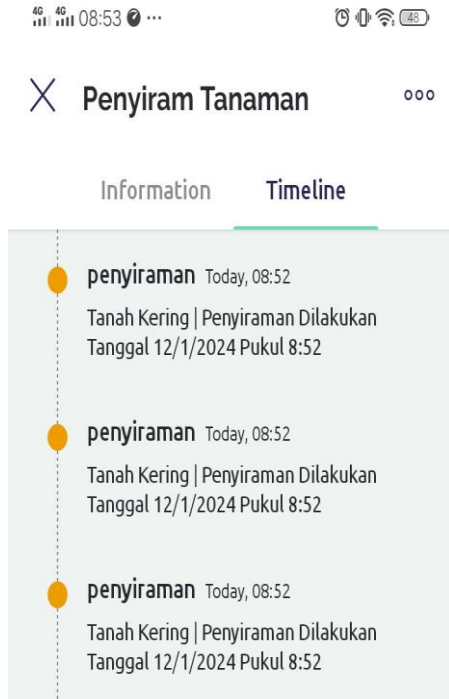 4G 4G 08:53 ...
48
Penyiram Tanaman
Information Timeline
penyiraman Today, 08:52
Tanah Kering | Penyiraman Dilakukan
Tanggal 12/1/2024 Pukul 8:52
penyiraman Today, 08:52
Tanah Kering | Penyiraman Dilakukan
Tanggal 12/1/2024 Pukul 8:52
penyiraman Today, 08:52
Tanah Kering | Penyiraman Dilakukan
Tanggal 12/1/2024 Pukul 8:52